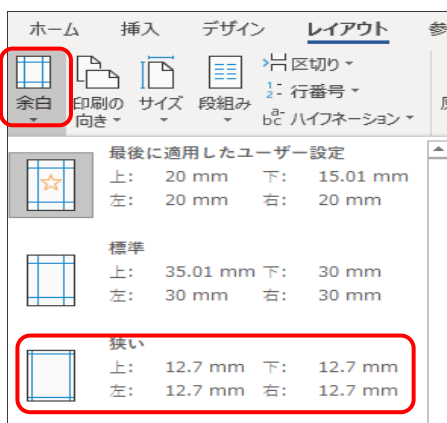 ホーム 挿入 デザイン レイアウト
余白 印刷の向き サイズ 段組み
区切り
行番号
bc ハイフネーション
最後に適用したユーザー設定
上: 20 mm 下: 15.01 mm
左: 20 mm 右: 20 mm
標準
上: 35.01 mm 下: 30 mm
左: 30 mm 右: 30 mm
狭い
上: 12.7 mm 下: 12.7 mm
左: 12.7 mm 右: 12.7 mm